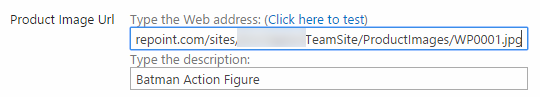 Product Image Url
Type the Web address: (Click here to test)
repoint.com/sites/ TeamSite/ProductImages/WP0001.jpg
Type the description:
Batman Action Figure